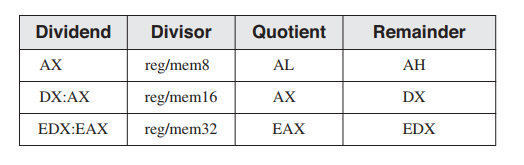 Dividend Divisor Quotient Remainder
AX reg/mem8 AL AH
DX:AX reg/mem16 AX DX
EDX:EAX reg/mem32 EAX EDX